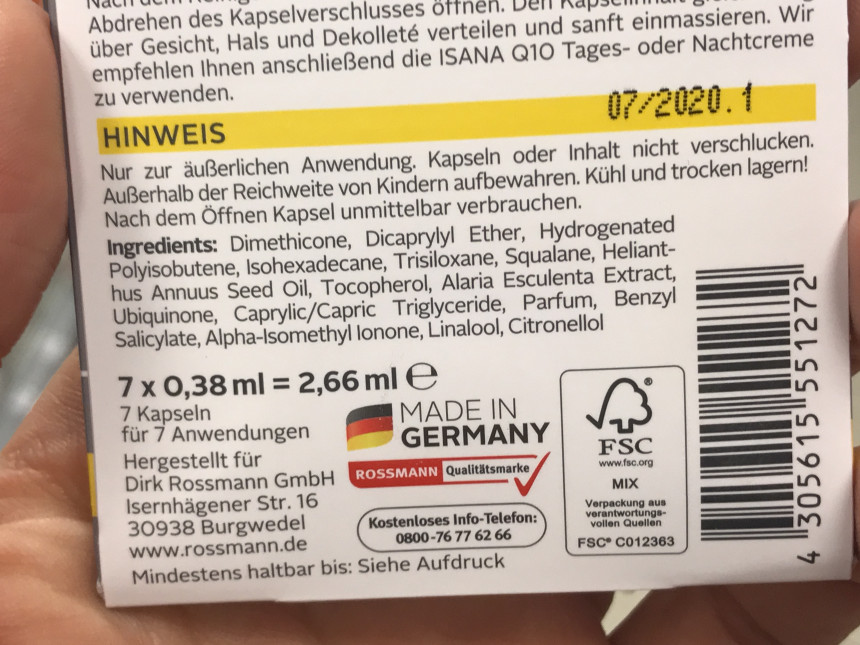 Abdrehen des Kapselverschlusses öffnen. Den
über Gesicht, Hals und Dekolleté verteilen und sanft einmassieren. Wir
empfehlen Ihnen anschließend die ISANA Q10 Tages- oder Nachtcreme
zu verwenden.
07/2020.1
HINWEIS
Nur zur äußerlichen Anwendung. Kapseln oder Inhalt nicht verschlucken.
Außerhalb der Reichweite von Kindern aufbewahren. Kühl und trocken lagern!
Nach dem Öffnen Kapsel unmittelbar verbrauchen.
Ingredients: Dimethicone, Dicaprylyl Ether, Hydrogenated
Polyisobutene, Isohexadecane, Trisiloxane, Squalane, Heliant-
hus Annuus Seed Oil, Tocopherol, Alaria Esculenta Extract,
Ubiquinone, Caprylic/Capric Triglyceride, Parfum, Benzyl
Salicylate, Alpha-Isomethyl Ionone, Linalool, Citronellol
7 x 0,38 ml = 2,66 ml ℮
7 Kapseln
für 7 Anwendungen
Hergestellt für
Dirk Rossmann GmbH
Isernhägener Str. 16
30938 Burgwedel
www.rossmann.de
Mindestens haltbar bis: Siehe Aufdruck
MADE IN
GERMANY
ROSSMANN Qualitätsmarke
Kostenloses Info-Telefon:
0800-76 77 62 66
®
FSC
www.fsc.org
MIX
Verpackung aus
verantwortungs-
vollen Quellen
FSC® C012363
4 305615 551272